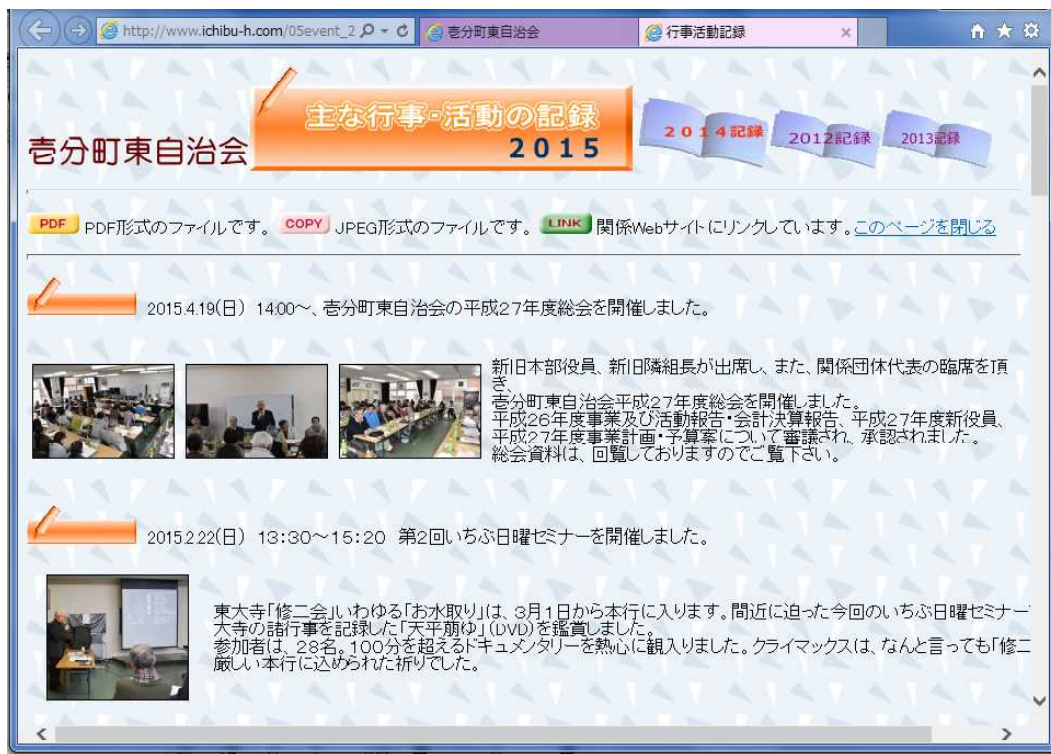 http://www.ichibu-h.com/05event_2
壱分町東自治会
行事活動記録
壱分町東自治会
主な行事・活動の記録
2015
2014記録
2012記録
2013記録
PDF PDF形式のファイルです。 COPY JPEG形式のファイルです。 LINK 関係Webサイトにリンクしています。このページを閉じる
2015.4.19(日) 14:00～、壱分町東自治会の平成27年度総会を開催しました。
新旧本部役員、新旧隣組長が出席し、また、関係団体代表の臨席を頂
き、
壱分町東自治会平成27年度総会を開催しました。
平成26年度事業及び活動報告・会計決算報告、平成27年度新役員、
平成27年度事業計画・予算案について審議され、承認されました。
総会資料は、回覧しておりますのでご覧下さい。
2015.2.22(日) 13:30～15:20 第2回いちぶ日曜セミナーを開催しました。
東大寺「修二会」いわゆる「お水取り」は、3月1日から本行に入ります。間近に迫った今回のいちぶ日曜セミナー
大寺の諸行事を記録した「天平萠ゆ」(DVD)を鑑賞しました。
参加者は、28名。100分を超えるドキュメンタリーを熱心に観入りました。クライマックスは、なんと言っても「修二
厳しい本行に込められた祈りでした。